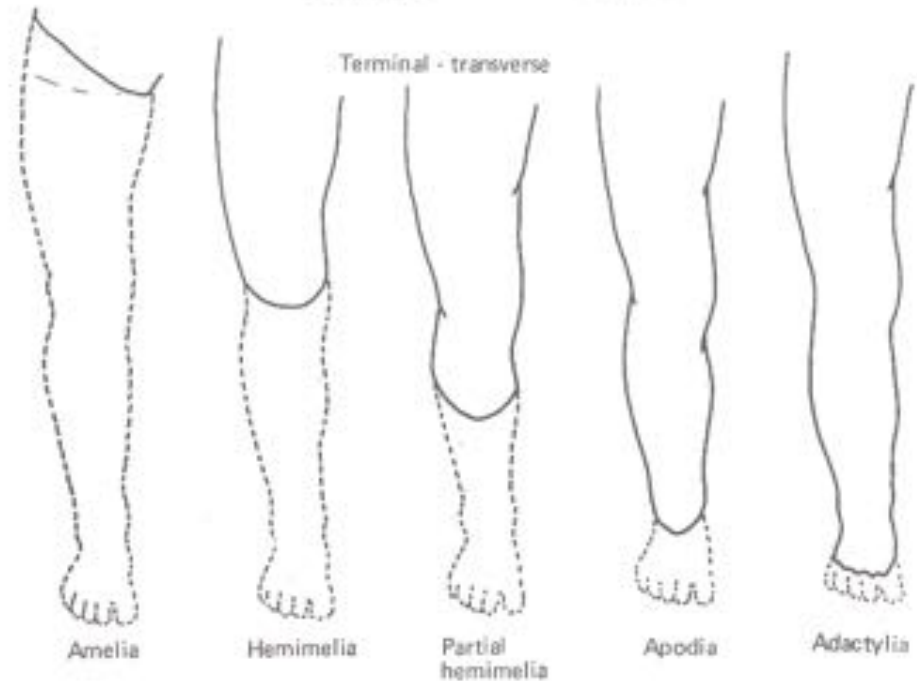 Terminal - transverse
Amelia
Hemimelia
Partial
hemimelia
Apodia
Adactylia